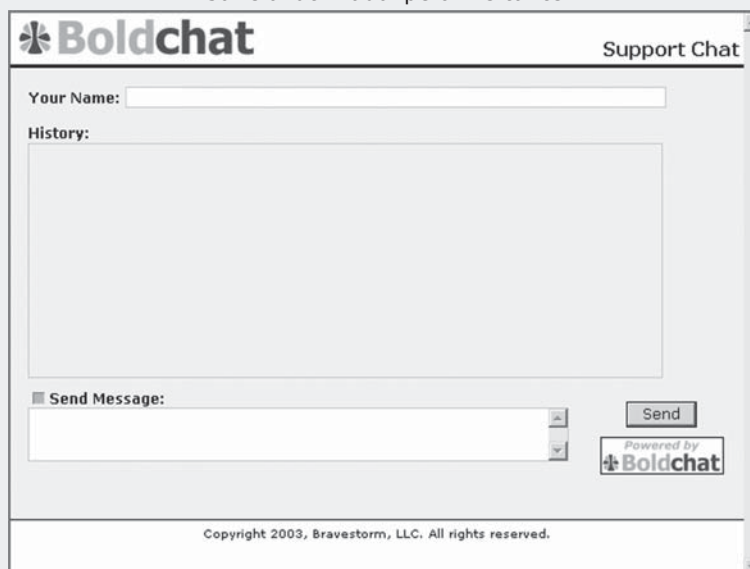 Boldchat
Support Chat
Your Name:
History:
Send Message:
Send
Powered by
Boldchat
Copyright 2003, Bravestorm, LLC. All rights reserved.